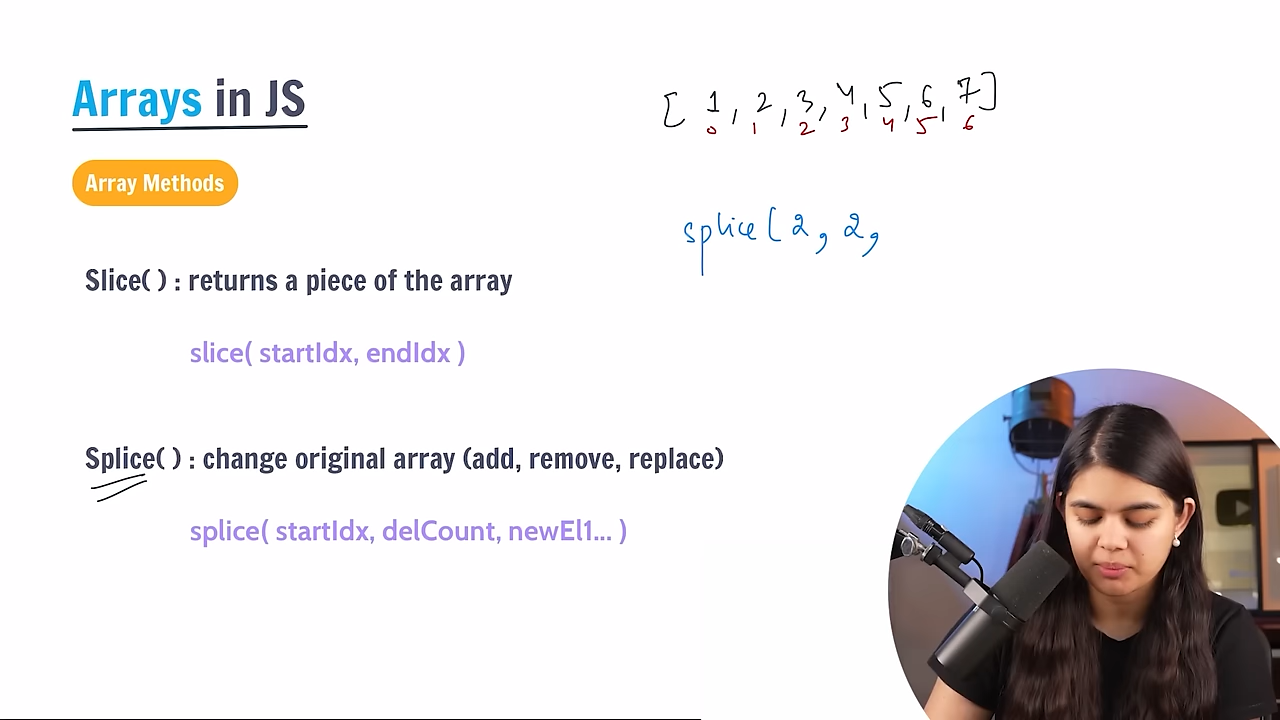 Arrays in JS
[ 1, 2, 3, 4, 5, 6, 7]
0 1 2 3 4 5 6
Array Methods
splice( 2, 2,
Slice( ) : returns a piece of the array
slice( startIdx, endIdx )
Splice( ) : change original array (add, remove, replace)
splice( startIdx, delCount, newEl1... )